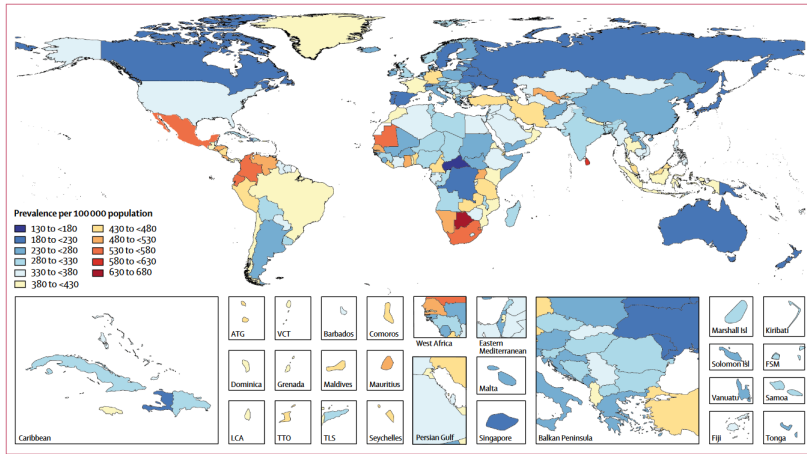 Prevalence per 100 000 population
130 to <180
180 to <230
230 to <280
280 to <330
330 to <380
380 to <430
430 to <480
480 to <530
530 to <580
580 to <630
630 to 680
Caribbean
ATG
VCT
Barbados
Comoros
West Africa
Eastern
Mediterranean
Dominica
Grenada
Maldives
Mauritius
Malta
LCA
TTO
TLS
Seychelles
Persian Gulf
Singapore
Balkan Peninsula
Marshall Isl
Kiribati
Solomon Isl
FSM
Vanuatu
Samoa
Fiji
Tonga